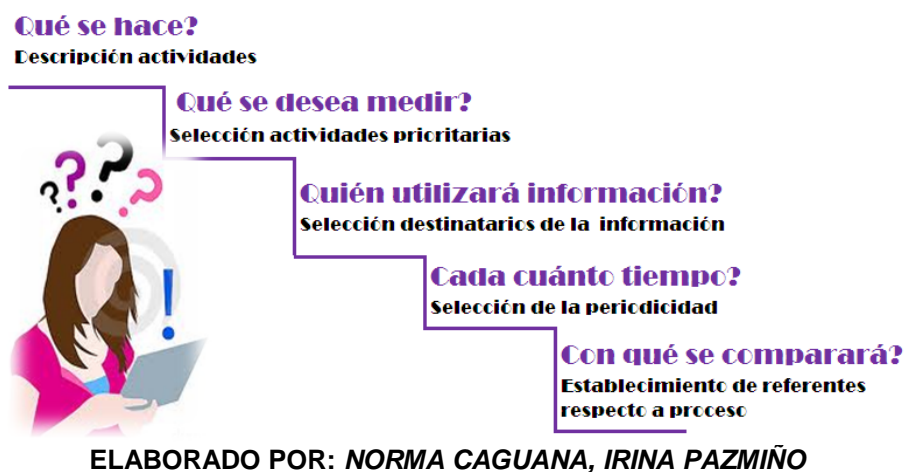 Qué se hace?
Descripción actividades
Qué se desea medir?
Selección actividades prioritarias
Quién utilizará información?
Selección destinatarios de la información
Cada cuánto tiempo?
Selección de la periodicidad
Con qué se comparará?
Establecimiento de referentes
respecto a proceso
ELABORADO POR: NORMA CAGUANA, IRINA PAZMIÑO